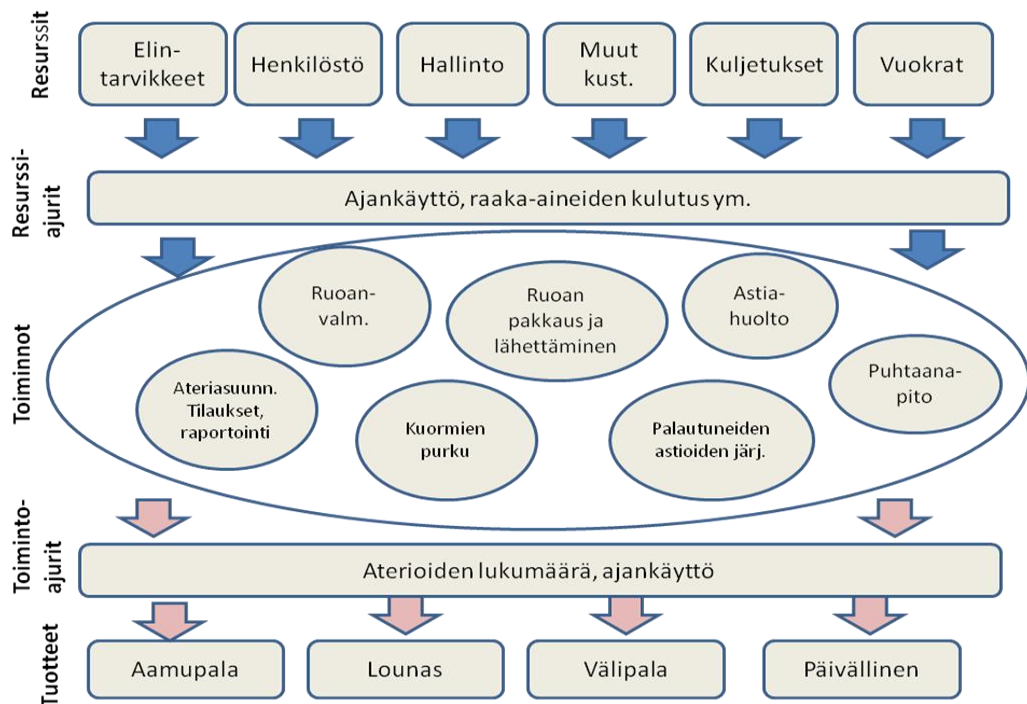 Resurssit
Elin-
tarvikkeet
Henkilöstö
Hallinto
Muut
kust.
Kuljetukset
Vuokrat
Resurssi-
ajurit
Ajankäyttö, raaka-aineiden kulutus ym.
Toiminnot
Ruoan-
valm.
Ruoan
pakkaus ja
lähettäminen
Astia-
huolto
Puhtaana-
pito
Ateriasuunn.
Tilaukset,
raportointi
Kuormien
purku
Palautuneiden
astioiden järj.
Toiminto-
ajurit
Aterioiden lukumäärä, ajankäyttö
Tuotteet
Aamupala
Lounas
Välipala
Päivällinen